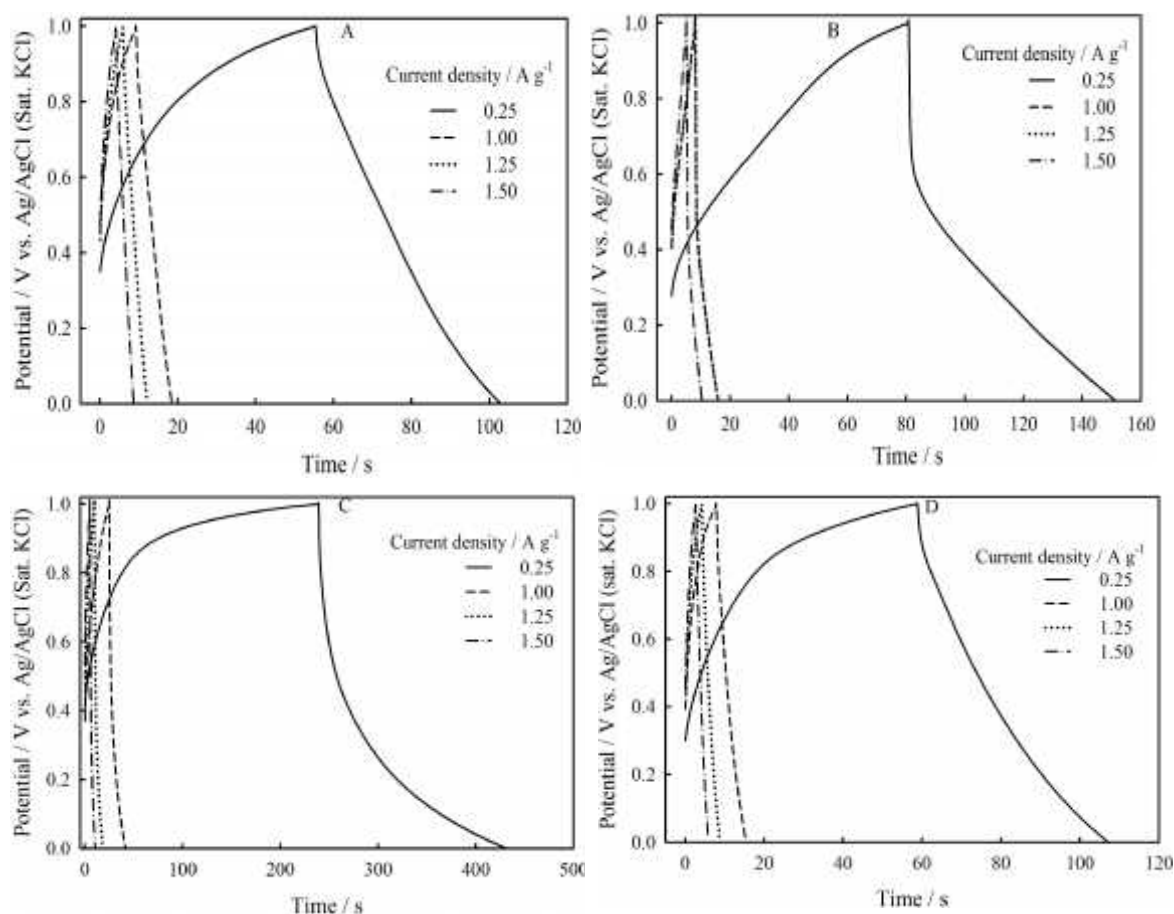 A
Current density / A g-1
0.25
1.00
1.25
1.50
Potential / V vs. Ag/AgCl (Sat. KCl)
1.0
0.8
0.6
0.4
0.2
0.0
0 20 40 60 80 100 120
Time / s
B
Current density / A g-1
0.25
1.00
1.25
1.50
Potential / V vs. Ag/AgCl (Sat. KCl)
1.0
0.8
0.6
0.4
0.2
0.0
0 20 40 60 80 100 120 140 160
Time / s
C
Current density / A g-1
0.25
1.00
1.25
1.50
Potential / V vs. Ag/AgCl (Sat. KCl)
1.0
0.8
0.6
0.4
0.2
0.0
0 100 200 300 400 500
Time / s
D
Current density / A g-1
0.25
1.00
1.25
1.50
Potential / V vs. Ag/AgCl (sat. KCl)
1.0
0.8
0.6
0.4
0.2
0.0
0 20 40 60 80 100 120
Time / s